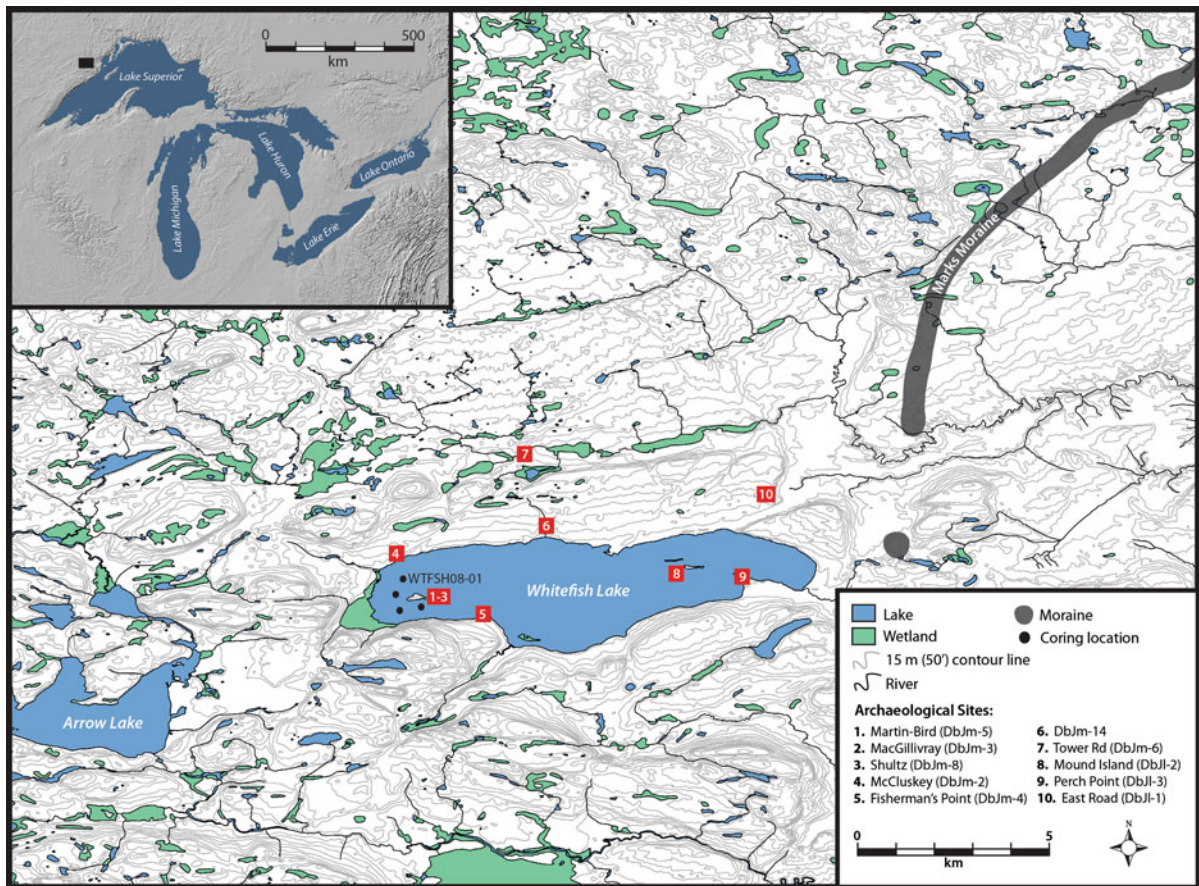 0 500
km
Lake Superior
Lake Michigan
Lake Huron
Lake Ontario
Lake Erie
Marks Moraine
7
10
6
4
WTFSH08-01
1-3
5
8
9
Whitefish Lake
Arrow Lake
Lake
Wetland
15 m (50') contour line
River
Moraine
Coring location
Archaeological Sites:
1. Martin-Bird (DbJm-5)
2. MacGillivray (DbJm-3)
3. Shultz (DbJm-8)
4. McCluskey (DbJm-2)
5. Fisherman's Point (DbJm-4)
6. DbJm-14
7. Tower Rd (DbJm-6)
8. Mound Island (DbJl-2)
9. Perch Point (DbJl-3)
10. East Road (DbJl-1)
0 5
km
N